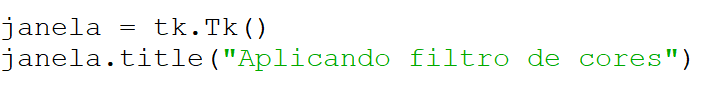 janela = tk.Tk()
janela.title("Aplicando filtro de cores")